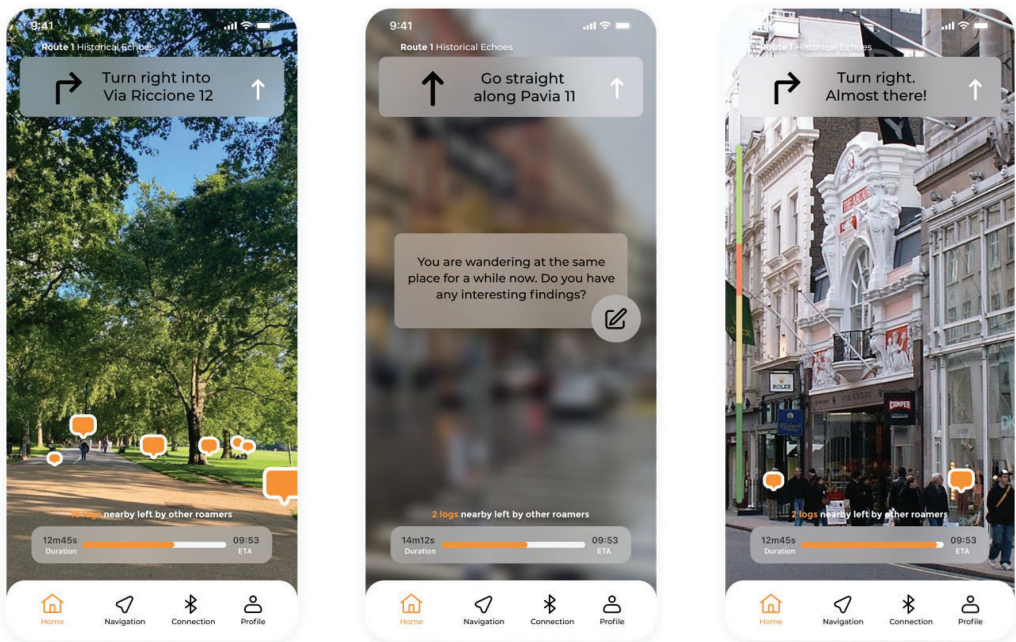 9:41
Route 1 Historical Echoes
Turn right into
Via Riccione 12
nearby left by other roamers
12m45s
09:53
Duration
ETA
Home
Navigation
Connection
Profile
9:41
Route 1 Historical Echoes
Go straight
along Pavia 11
You are wandering at the same
place for a while now. Do you have
any interesting findings?
2 logs nearby left by other roamers
14m12s
09:53
Duration
ETA
Home
Navigation
Connection
Profile
Route 1 Historical Echoes
Turn right.
Almost there!
ROLEX
CAMPER
2 logs nearby left by other roamers
12m45s
09:53
Duration
ETA
Home
Navigation
Connection
Profile